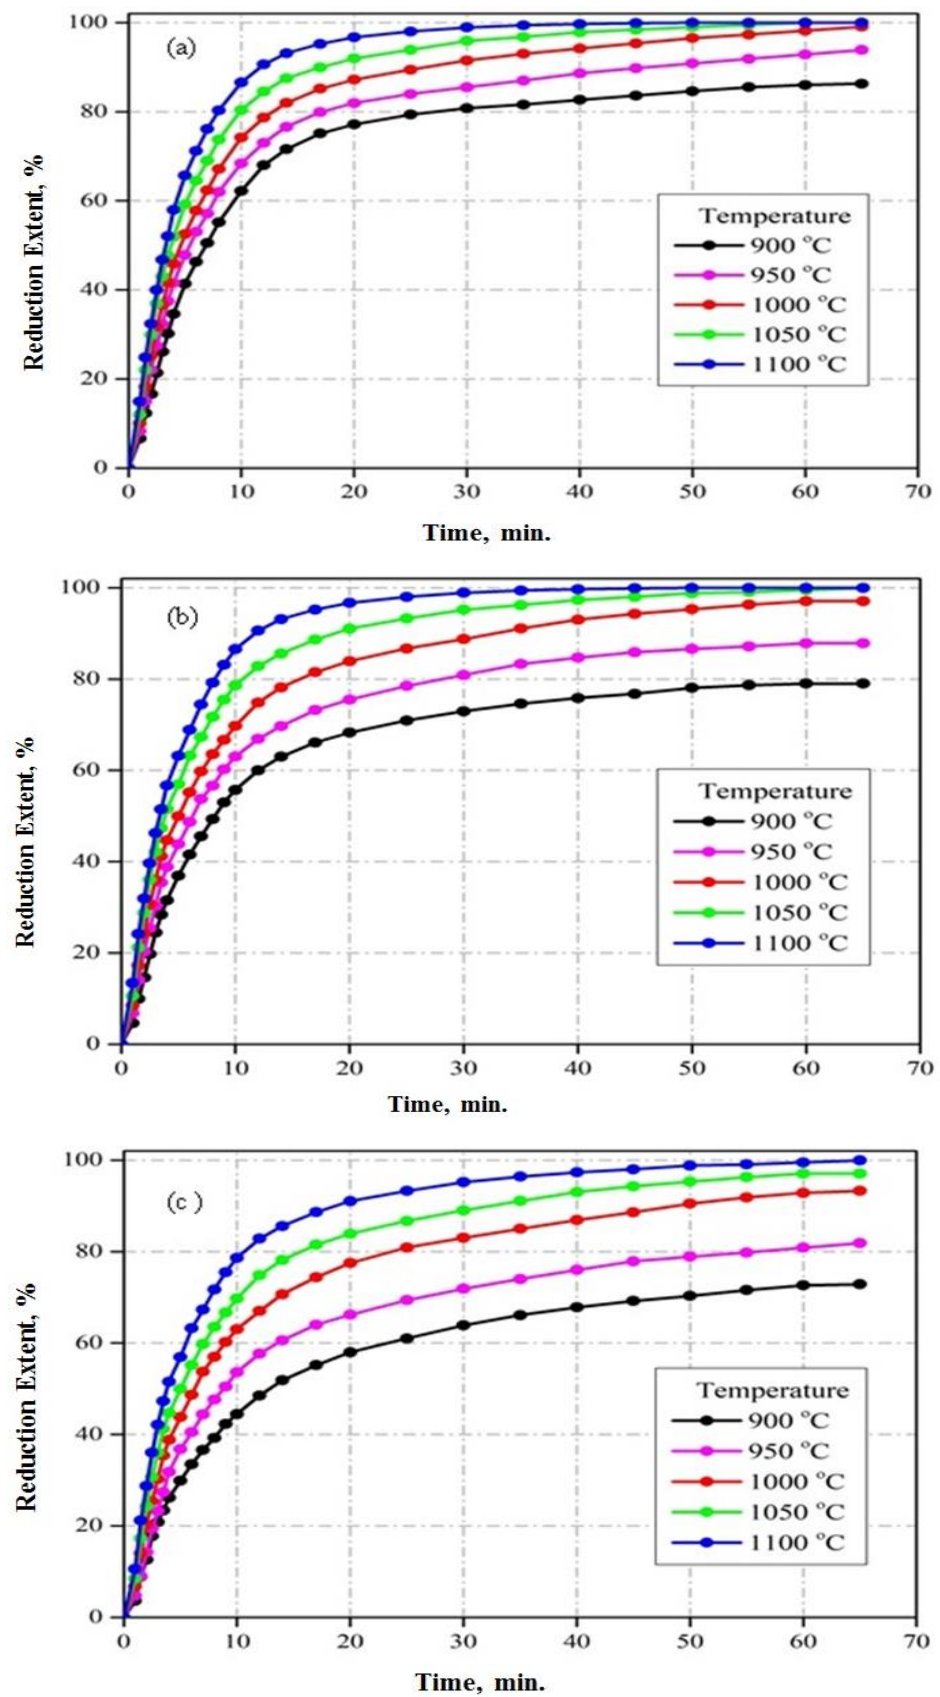 100
(a)
80
60
40
20
0
Reduction Extent, %
Temperature
900 °C
950 °C
1000 °C
1050 °C
1100 °C
0 10 20 30 40 50 60 70
Time, min.
100
(b)
80
60
40
20
0
Reduction Extent, %
Temperature
900 °C
950 °C
1000 °C
1050 °C
1100 °C
0 10 20 30 40 50 60 70
Time, min.
100
(c )
80
60
40
20
0
Reduction Extent, %
Temperature
900 °C
950 °C
1000 °C
1050 °C
1100 °C
0 10 20 30 40 50 60 70
Time, min.